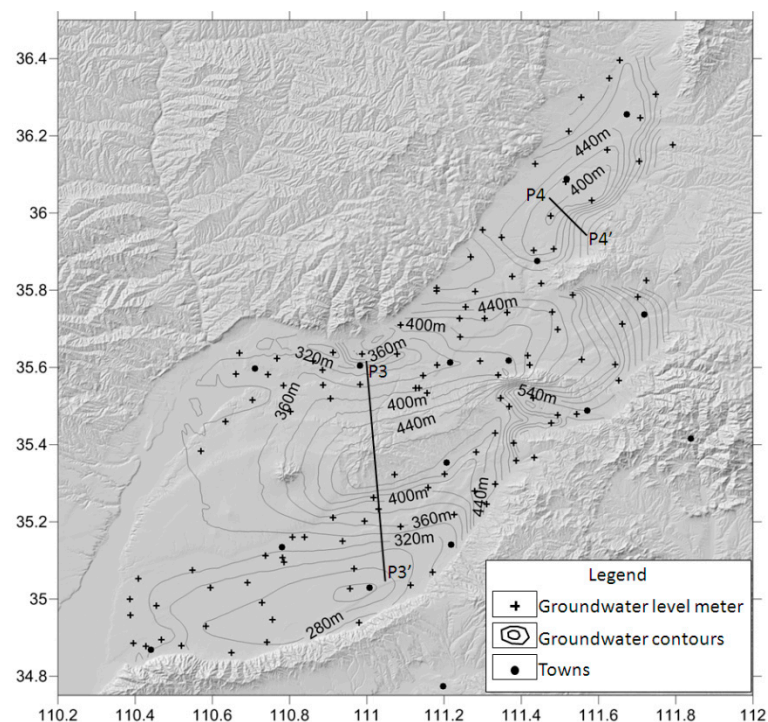 36.4
36.2
36
35.8
35.6
35.4
35.2
35
34.8
440m
400m
P4
P4’
440m
400m
320m
360m
P3
360m
400m
540m
440m
400m
440m
360m
320m
P3’
280m
Legend
Groundwater level meter
Groundwater contours
Towns
110.2 110.4 110.6 110.8 111 111.2 111.4 111.6 111.8 112